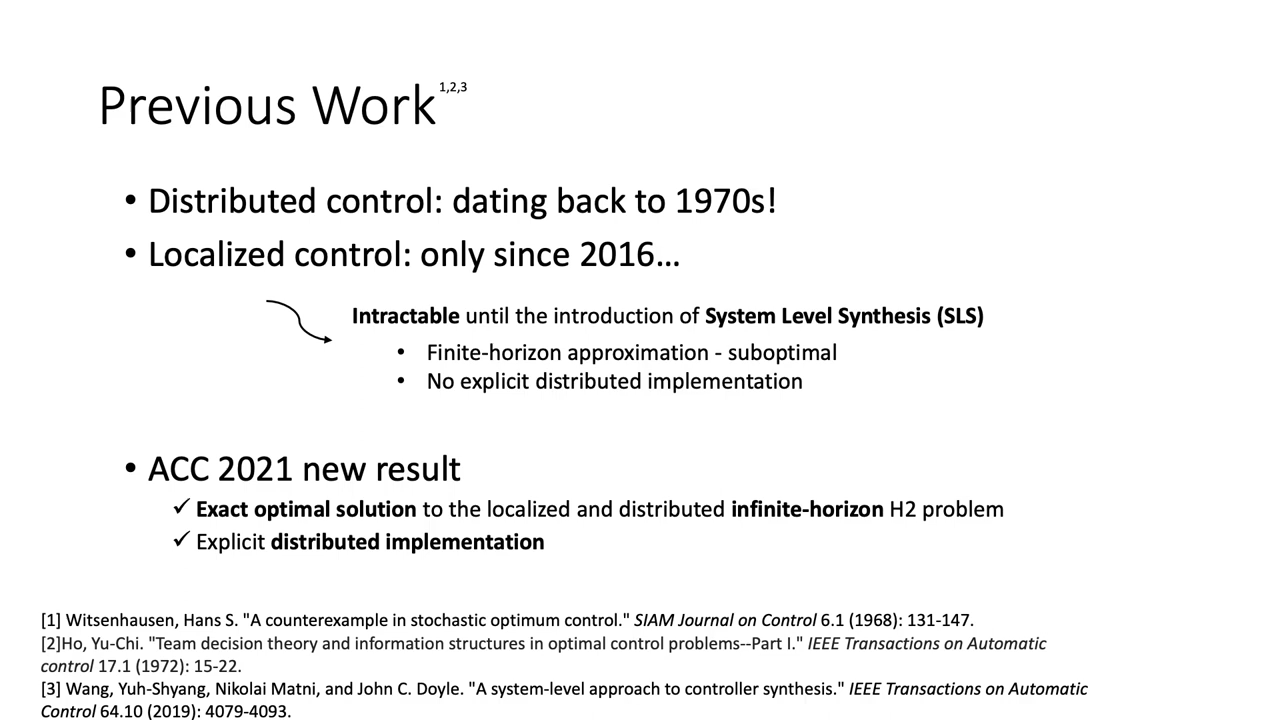 Previous Work1,2,3
• Distributed control: dating back to 1970s!
• Localized control: only since 2016…
Intractable until the introduction of System Level Synthesis (SLS)
• Finite-horizon approximation - suboptimal
• No explicit distributed implementation
• ACC 2021 new result
✓ Exact optimal solution to the localized and distributed infinite-horizon H2 problem
✓ Explicit distributed implementation
[1] Witsenhausen, Hans S. "A counterexample in stochastic optimum control." SIAM Journal on Control 6.1 (1968): 131-147.
[2]Ho, Yu-Chi. "Team decision theory and information structures in optimal control problems--Part I." IEEE Transactions on Automatic
control 17.1 (1972): 15-22.
[3] Wang, Yuh-Shyang, Nikolai Matni, and John C. Doyle. "A system-level approach to controller synthesis." IEEE Transactions on Automatic
Control 64.10 (2019): 4079-4093.